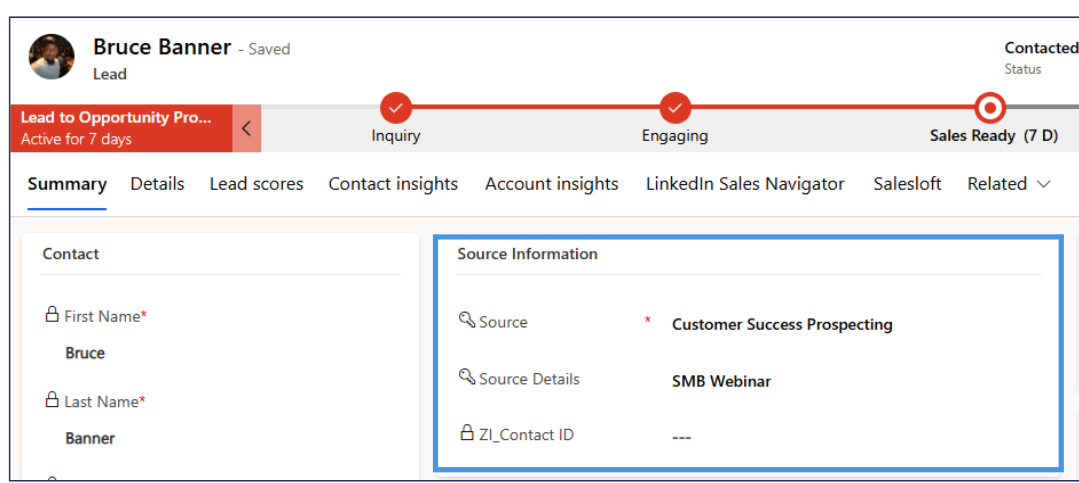 Bruce Banner - Saved
Lead
Contacted
Status
Lead to Opportunity Pro...
Active for 7 days
Inquiry
Engaging
Sales Ready (7 D)
Summary Details Lead scores Contact insights Account insights LinkedIn Sales Navigator Salesloft Related
Contact
First Name*
Bruce
Last Name*
Banner
Source Information
Source * Customer Success Prospecting
Source Details SMB Webinar
ZI_Contact ID ---